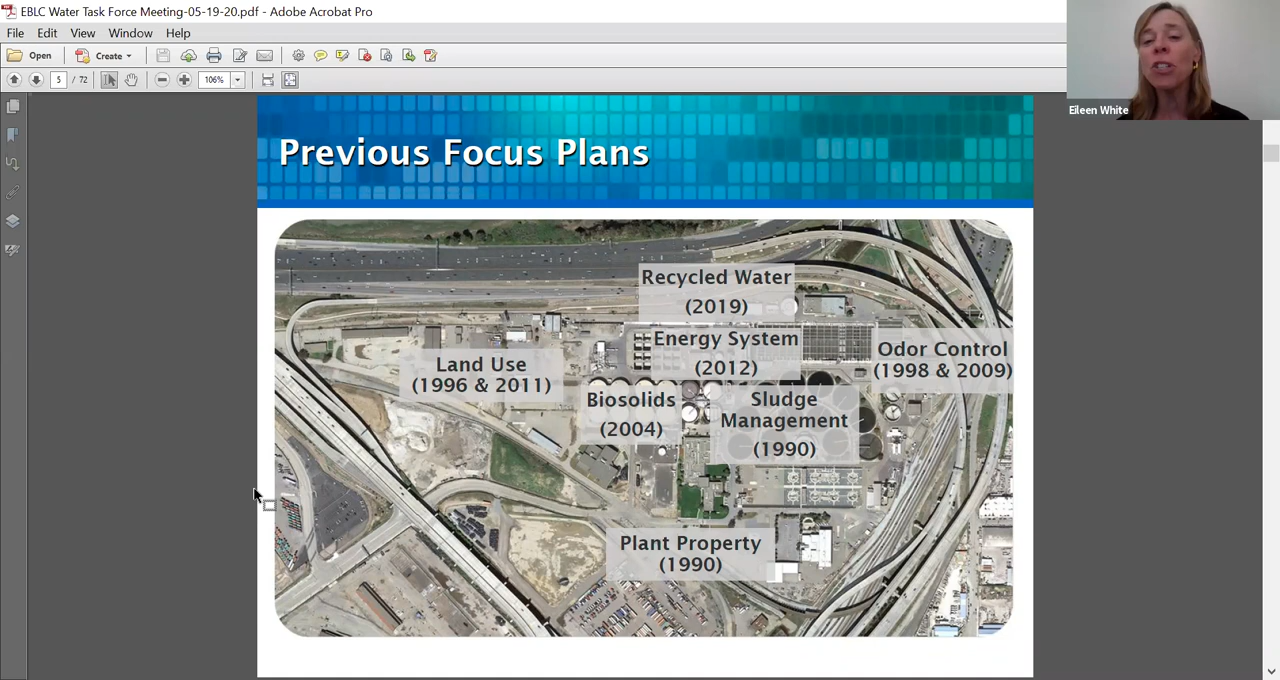 EBLC Water Task Force Meeting-05-19-20.pdf - Adobe Acrobat Pro
File Edit View Window Help
Open Create
5 / 72 106%
Eileen White
Previous Focus Plans
Recycled Water
(2019)
Energy System
(2012)
Odor Control
(1998 & 2009)
Land Use
(1996 & 2011)
Biosolids
(2004)
Sludge
Management
(1990)
Plant Property
(1990)